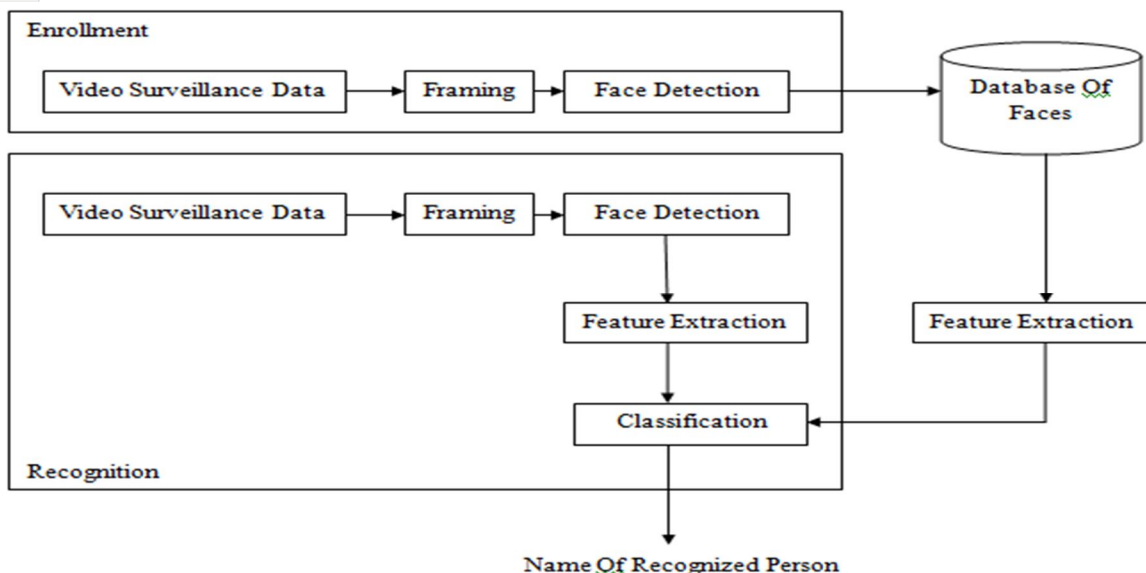 Enrollment
Video Surveillance Data
Framing
Face Detection
Database Of
Faces
Video Surveillance Data
Framing
Face Detection
Feature Extraction
Feature Extraction
Classification
Recognition
Name Of Recognized Person